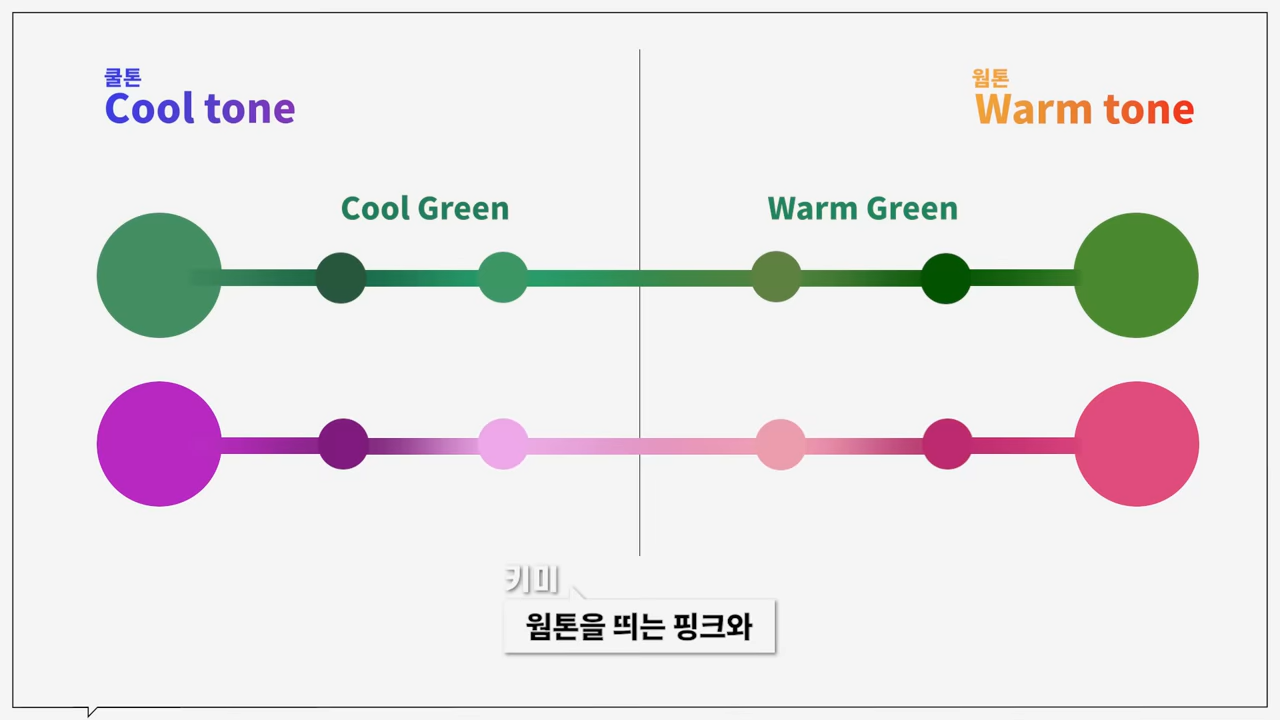 쿨톤
Cool tone
웜톤
Warm tone
Cool Green
Warm Green
키미
웜톤을 띄는 핑크와